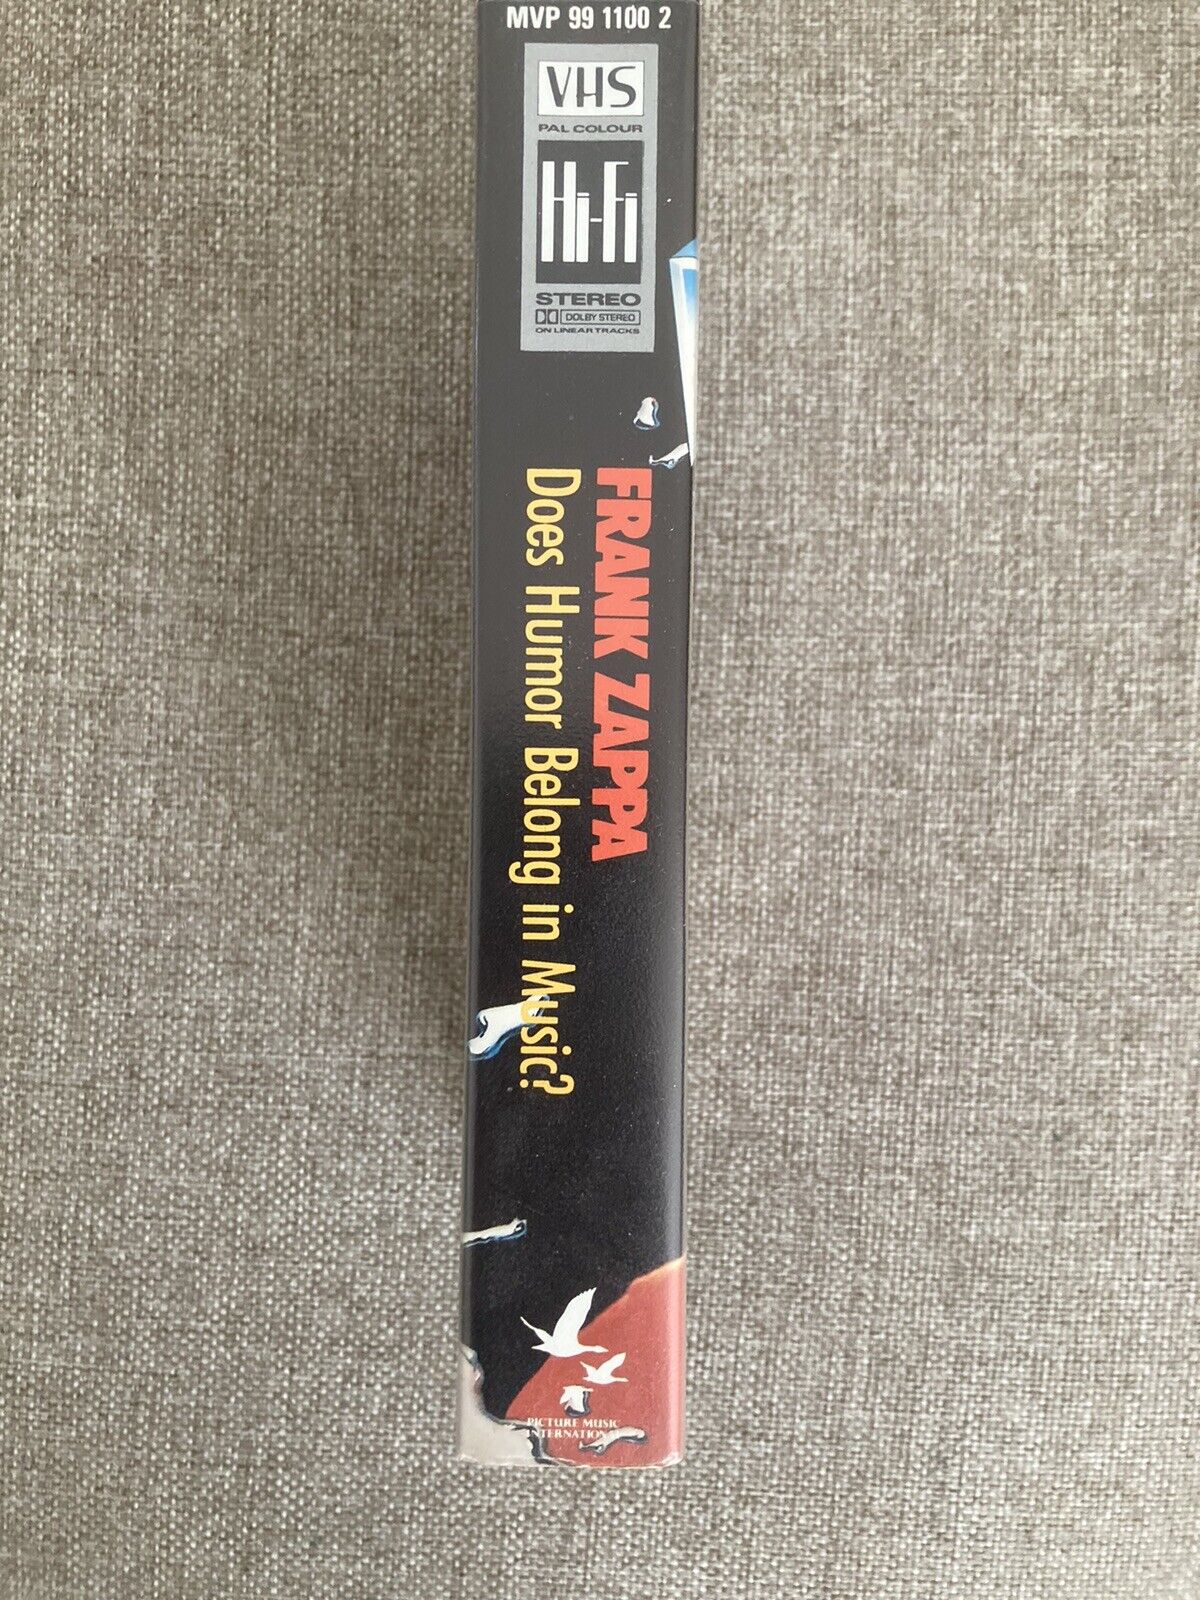 MVP 99 1100 2
VHS
PAL COLOUR
Hi-Fi
STEREO
DOLBY STEREO
ON LINEAR TRACKS
FRANK ZAPPA
Does Humor Belong in Music?
PICTURE MUSIC
INTERNATIONAL